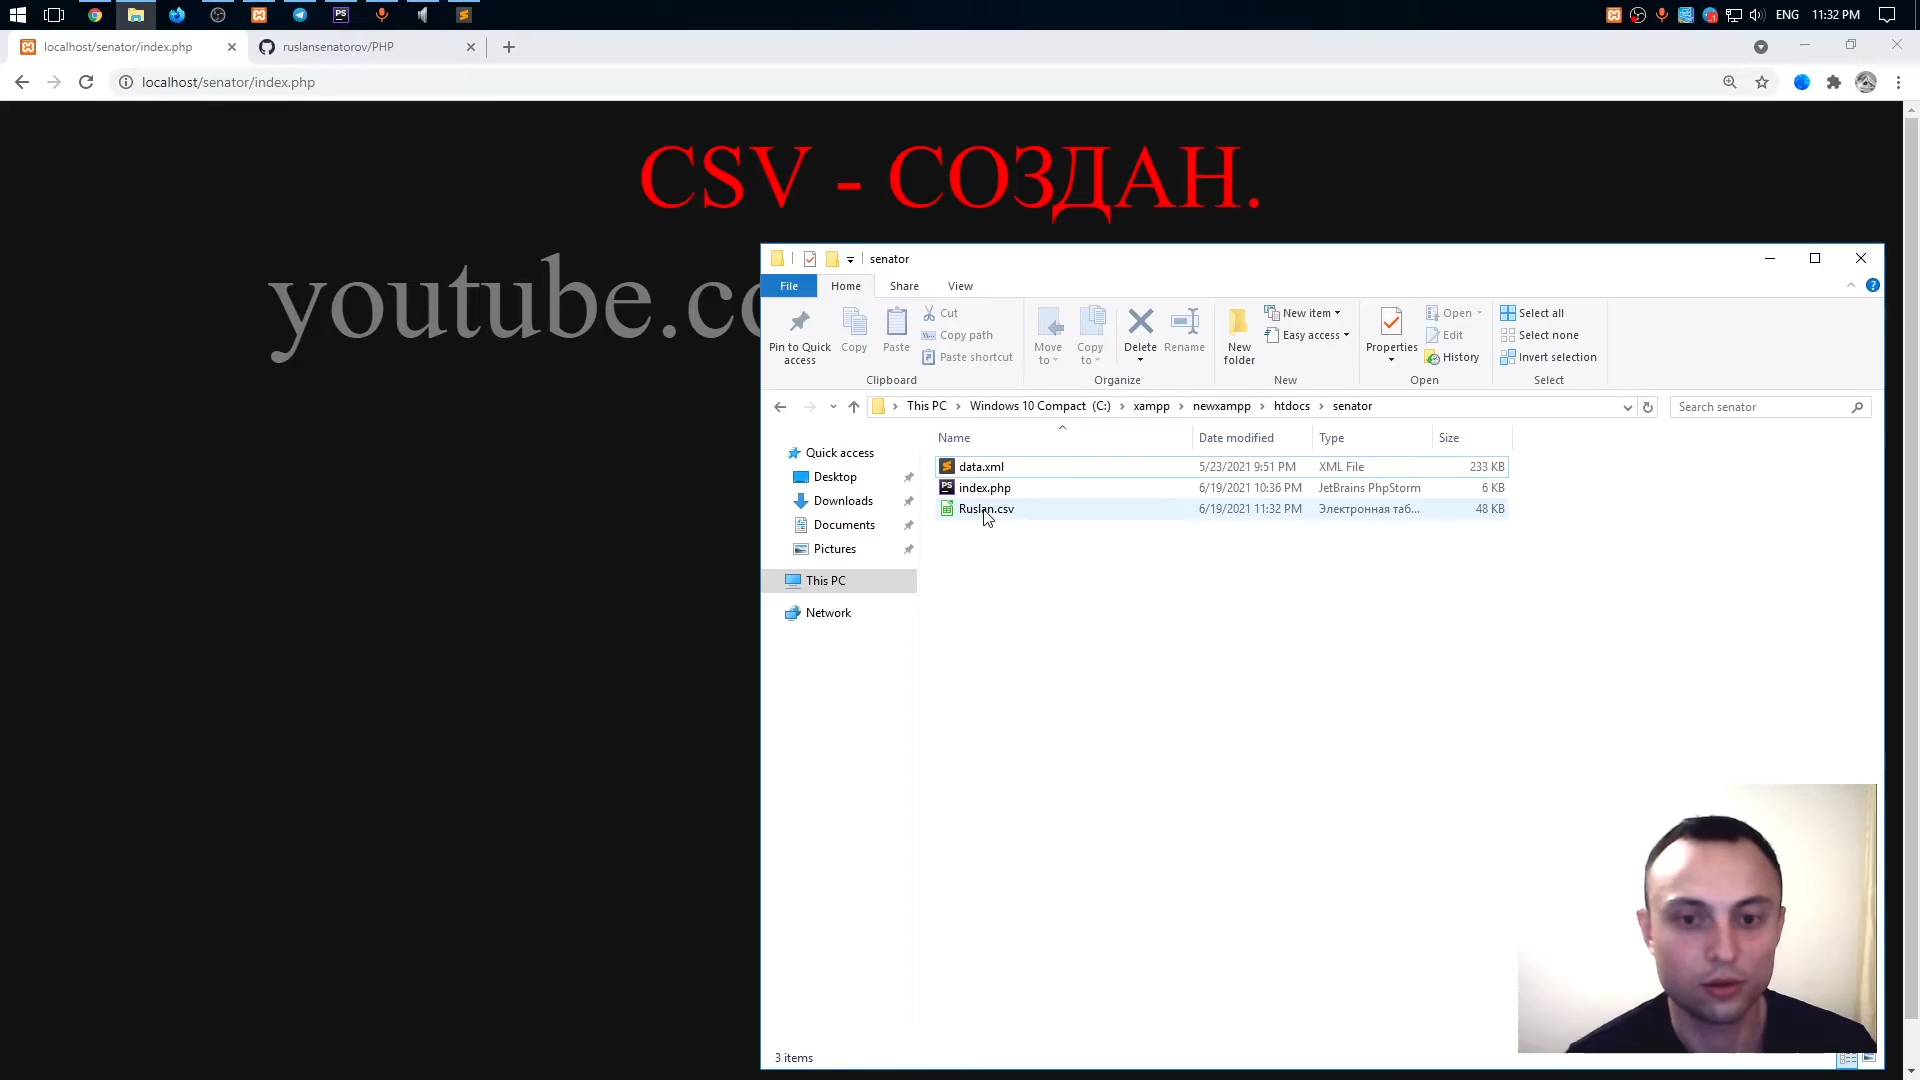 ENG
11:32 PM
localhost/senator/index.php
ruslansenatorov/PHP
localhost/senator/index.php
CSV - СОЗДАН.
youtube.co
senator
File
Home
Share
View
Pin to Quick access
Copy
Paste
Cut
Copy path
Paste shortcut
Move to
Copy to
Delete
Rename
New folder
New item
Easy access
Properties
Open
Edit
History
Select all
Select none
Invert selection
Clipboard
Organize
New
Open
Select
This PC
Windows 10 Compact (C:)
xampp
newxampp
htdocs
senator
Search senator
Name
Date modified
Type
Size
Quick access
Desktop
Downloads
Documents
Pictures
This PC
Network
data.xml
5/23/2021 9:51 PM
XML File
233 KB
index.php
6/19/2021 10:36 PM
JetBrains PhpStorm
6 KB
Ruslan.csv
6/19/2021 11:32 PM
Электронная таб...
48 KB
3 items